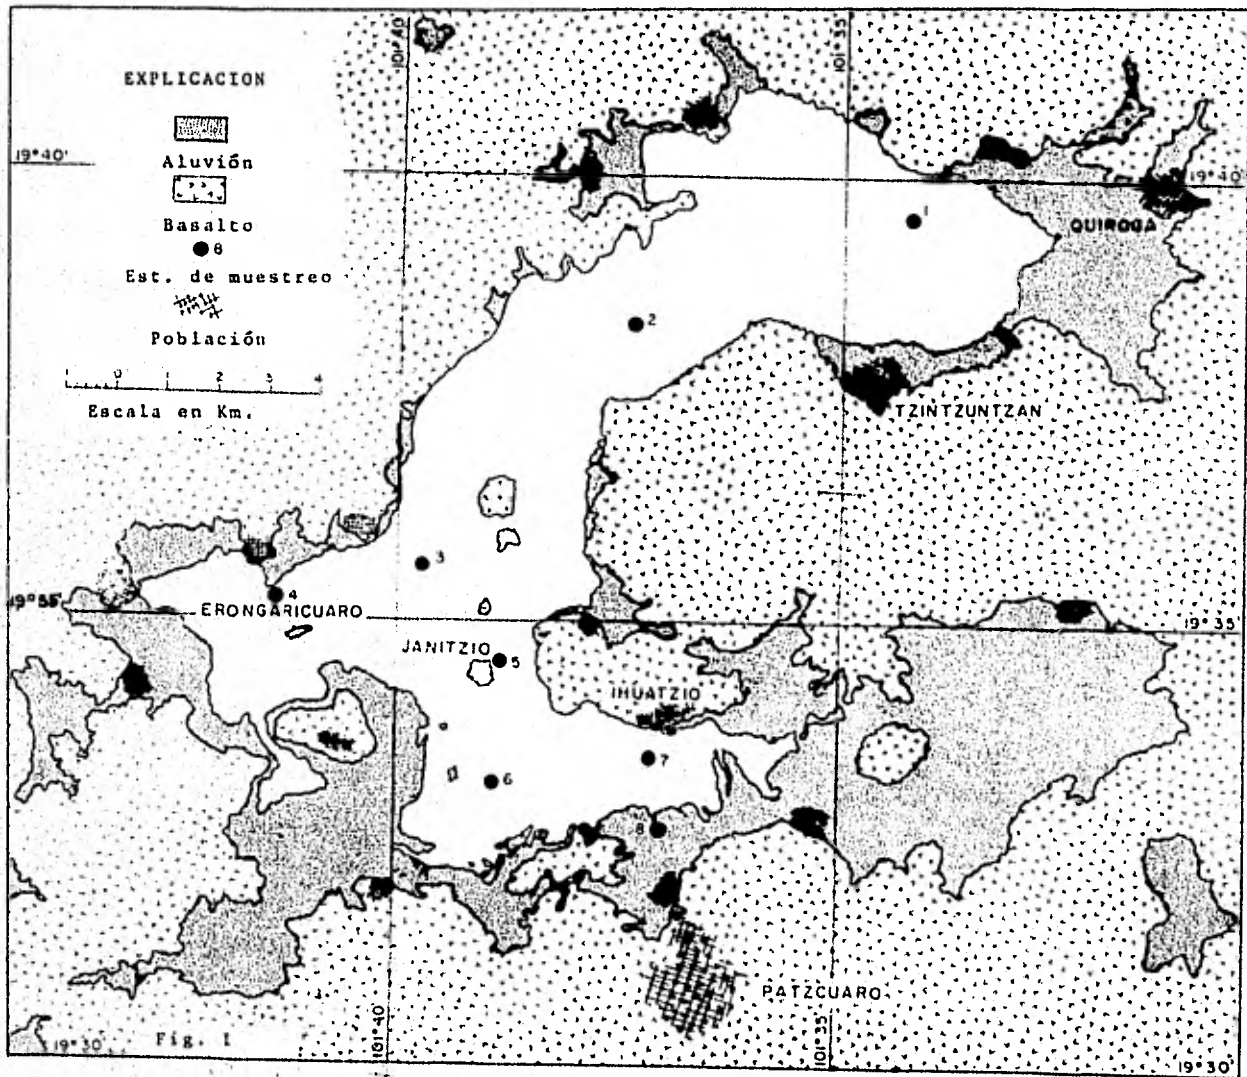 101°40'
101°35'
EXPLICACION
Aluvión
Basalto
8
Est. de muestreo
Población
0 1 2 3 4
Escala en Km.
19°40'
19°40'
1
QUIROGA
2
TZINTZUNTZAN
3
4
19°35'
ERONGARICUARO
19°35'
JANITZIO
5
IHUATZIO
7
6
8
PATZCUARO
19°30'
Fig. 1
101°40
101°35
19°30'